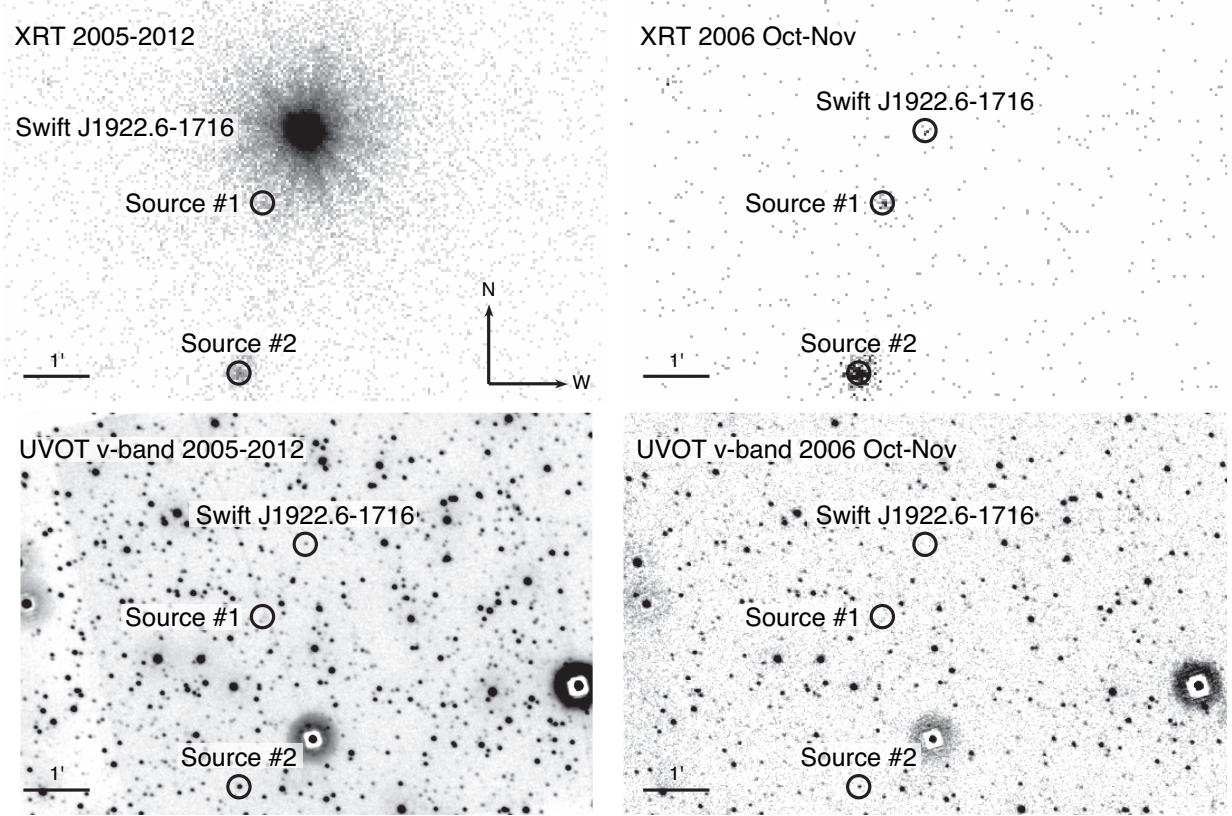 XRT 2005-2012
Swift J1922.6-1716
Source #1
Source #2
1'
N
W
XRT 2006 Oct-Nov
Swift J1922.6-1716
Source #1
Source #2
1'
UVOT v-band 2005-2012
Swift J1922.6-1716
Source #1
Source #2
1'
UVOT v-band 2006 Oct-Nov
Swift J1922.6-1716
Source #1
Source #2
1'